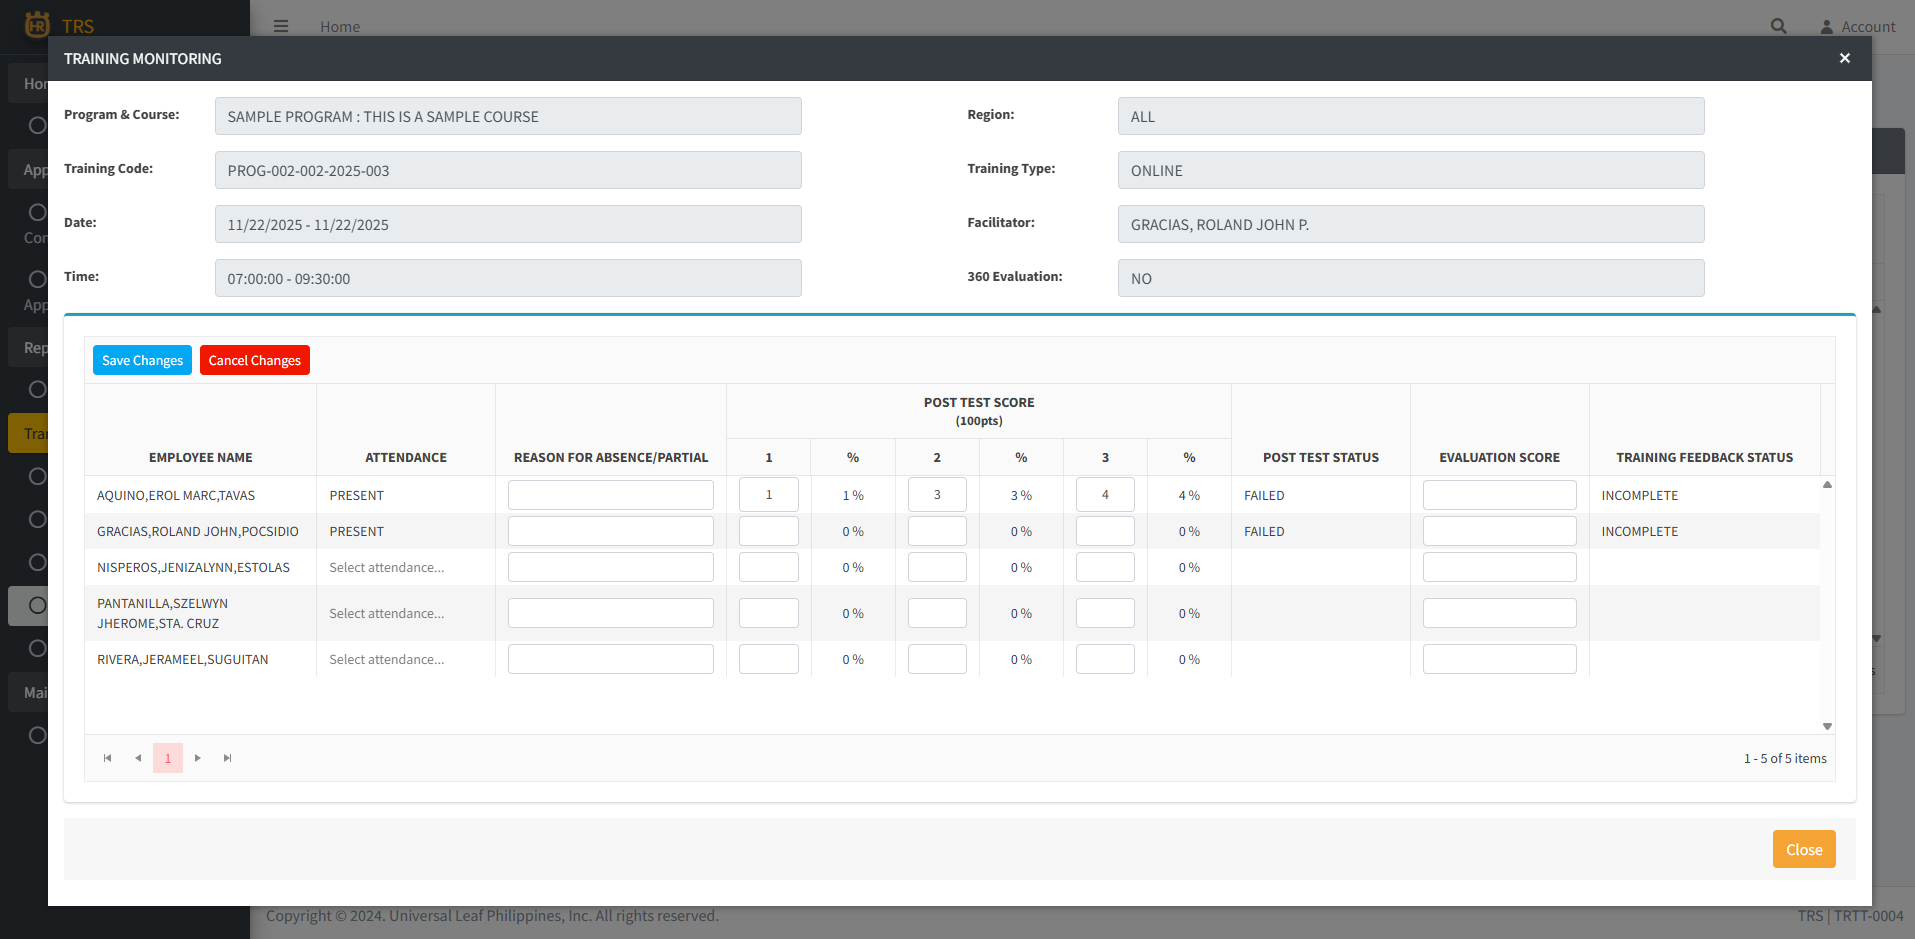 TRS
Home
Account
TRAINING MONITORING
Program & Course:
SAMPLE PROGRAM : THIS IS A SAMPLE COURSE
Region:
ALL
Training Code:
PROG-002-002-2025-003
Training Type:
ONLINE
Date:
11/22/2025 - 11/22/2025
Facilitator:
GRACIAS, ROLAND JOHN P.
Time:
07:00:00 - 09:30:00
360 Evaluation:
NO
Save Changes
Cancel Changes
POST TEST SCORE
(100pts)
EMPLOYEE NAME ATTENDANCE REASON FOR ABSENCE/PARTIAL 1 % 2 % 3 % POST TEST STATUS EVALUATION SCORE TRAINING FEEDBACK STATUS
AQUINO,EROL MARC,TAVAS PRESENT 1 1 % 3 3 % 4 4 % FAILED INCOMPLETE
GRACIAS,ROLAND JOHN,POCSIDIO PRESENT 0 % 0 % 0 % FAILED INCOMPLETE
NISPEROS,JENIZALYNN,ESTOLAS Select attendance... 0 % 0 % 0 %
PANTANILLA,SZELWYN
JHEROME,STA. CRUZ Select attendance... 0 % 0 % 0 %
RIVERA,JERAMEEL,SUGUITAN Select attendance... 0 % 0 % 0 %
1
1 - 5 of 5 items
Close
Copyright © 2024. Universal Leaf Philippines, Inc. All rights reserved.
TRS | TRTT-0004